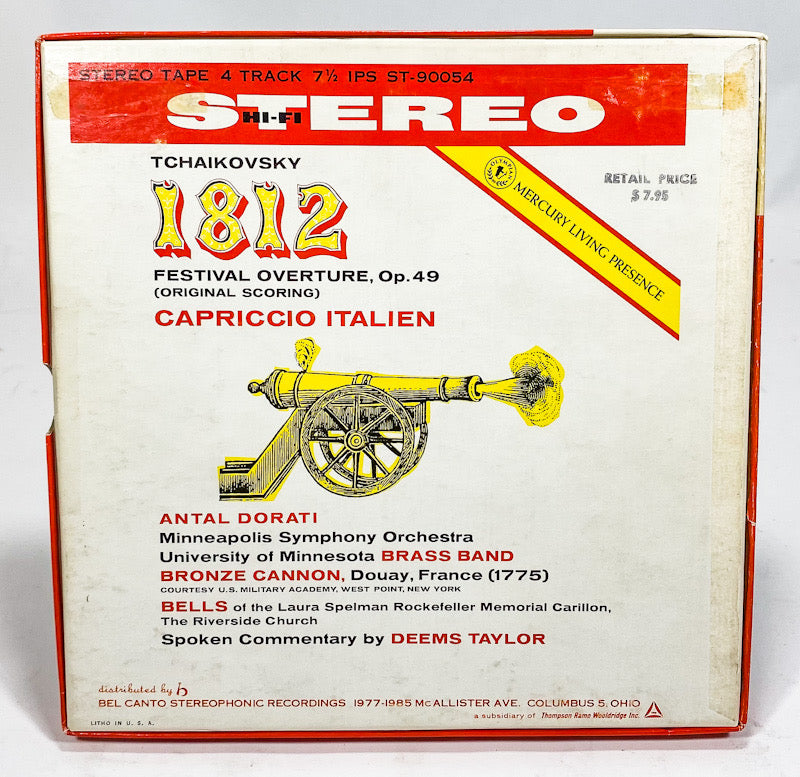 STEREO TAPE 4 TRACK 7½ IPS ST-90054
STEREO
HI-FI
TCHAIKOVSKY
1812
FESTIVAL OVERTURE, Op. 49
(ORIGINAL SCORING)
CAPRICCIO ITALIEN
OLYMPIAN
MERCURY LIVING PRESENCE
RETAIL PRICE
$7.95
ANTAL DORATI
Minneapolis Symphony Orchestra
University of Minnesota BRASS BAND
BRONZE CANNON, Douay, France (1775)
COURTESY U.S. MILITARY ACADEMY, WEST POINT, NEW YORK
BELLS of the Laura Spelman Rockefeller Memorial Carillon,
The Riverside Church
Spoken Commentary by DEEMS TAYLOR
distributed by b
BEL CANTO STEREOPHONIC RECORDINGS 1977-1985 McALLISTER AVE. COLUMBUS 5, OHIO
a subsidiary of Thompson Ramo Wooldridge Inc.
LITHO IN U. S. A.